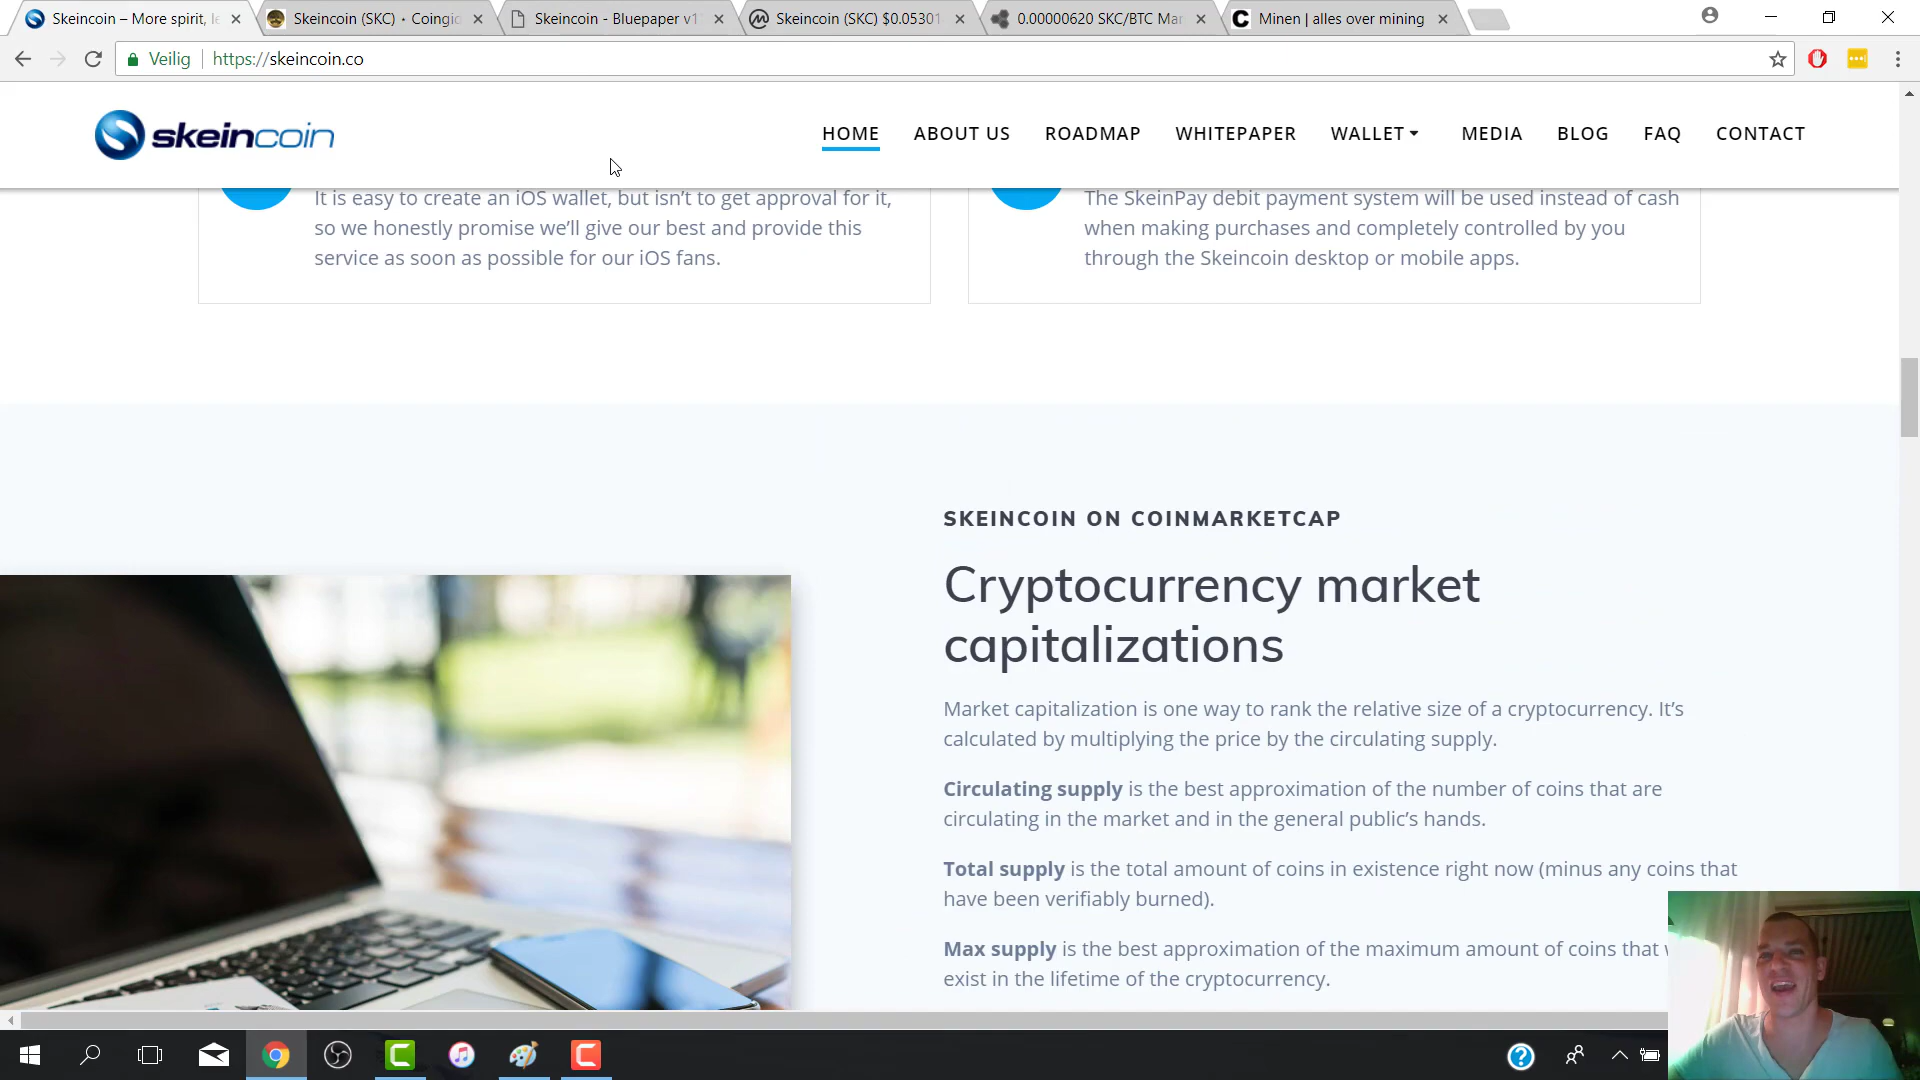 Skeincoin – More spirit, l
Skeincoin (SKC) • Coingi
Skeincoin - Bluepaper v1
Skeincoin (SKC) $0.05301
0.00000620 SKC/BTC Mar
Minen | alles over mining
Veilig
https://skeincoin.co
skeincoin
HOME
ABOUT US
ROADMAP
WHITEPAPER
WALLET
MEDIA
BLOG
FAQ
CONTACT
It is easy to create an iOS wallet, but isn't to get approval for it,
so we honestly promise we'll give our best and provide this
service as soon as possible for our iOS fans.
The SkeinPay debit payment system will be used instead of cash
when making purchases and completely controlled by you
through the Skeincoin desktop or mobile apps.
SKEINCOIN ON COINMARKETCAP
Cryptocurrency market
capitalizations
Market capitalization is one way to rank the relative size of a cryptocurrency. It's
calculated by multiplying the price by the circulating supply.
Circulating supply is the best approximation of the number of coins that are
circulating in the market and in the general public's hands.
Total supply is the total amount of coins in existence right now (minus any coins that
have been verifiably burned).
Max supply is the best approximation of the maximum amount of coins that
exist in the lifetime of the cryptocurrency.